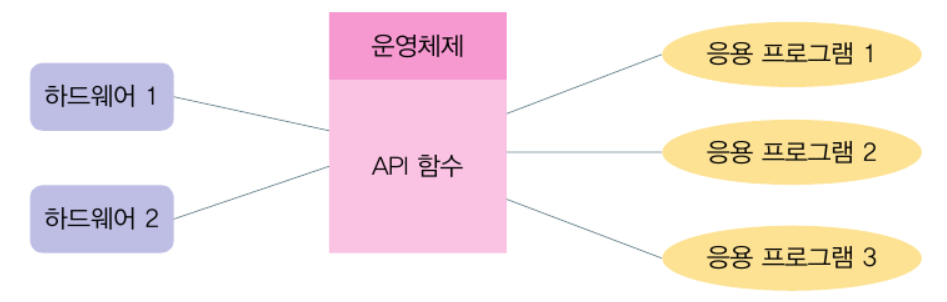 하드웨어 1
하드웨어 2
운영체제
API 함수
응용 프로그램 1
응용 프로그램 2
응용 프로그램 3